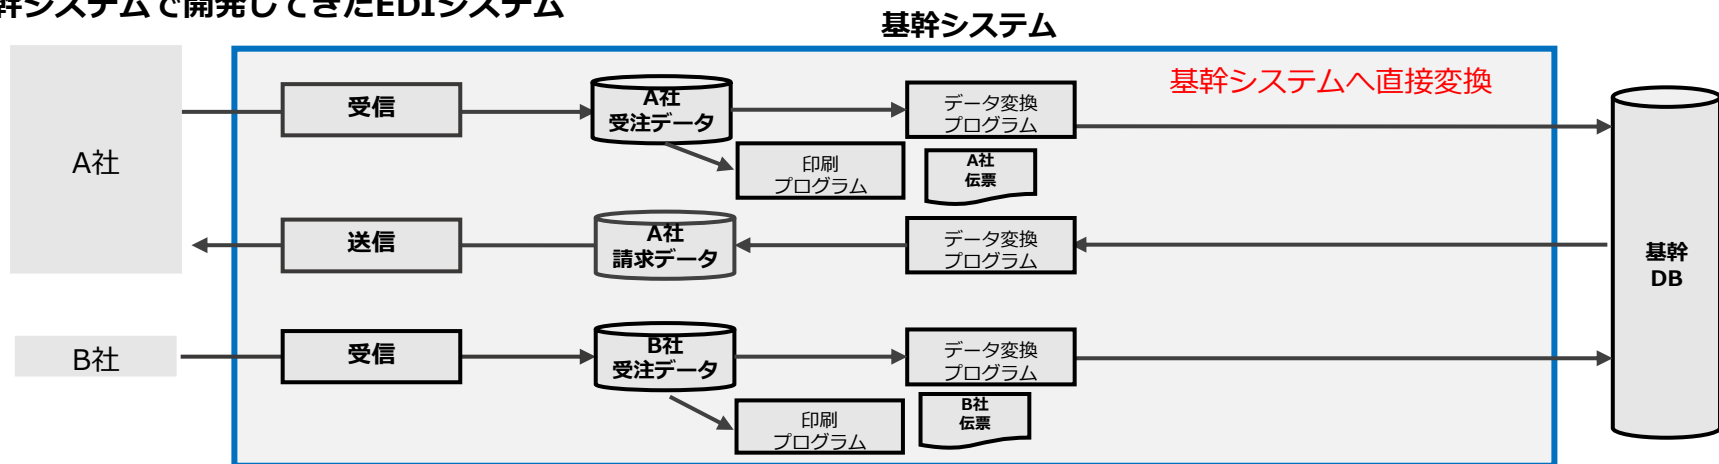 幹システムで開発してきたEDIシステム
基幹システム
基幹システムへ直接変換
A社
受信
A社
受注データ
データ変換
プログラム
印刷
プログラム
A社
伝票
送信
A社
請求データ
データ変換
プログラム
基幹
DB
B社
受信
B社
受注データ
データ変換
プログラム
印刷
プログラム
B社
伝票